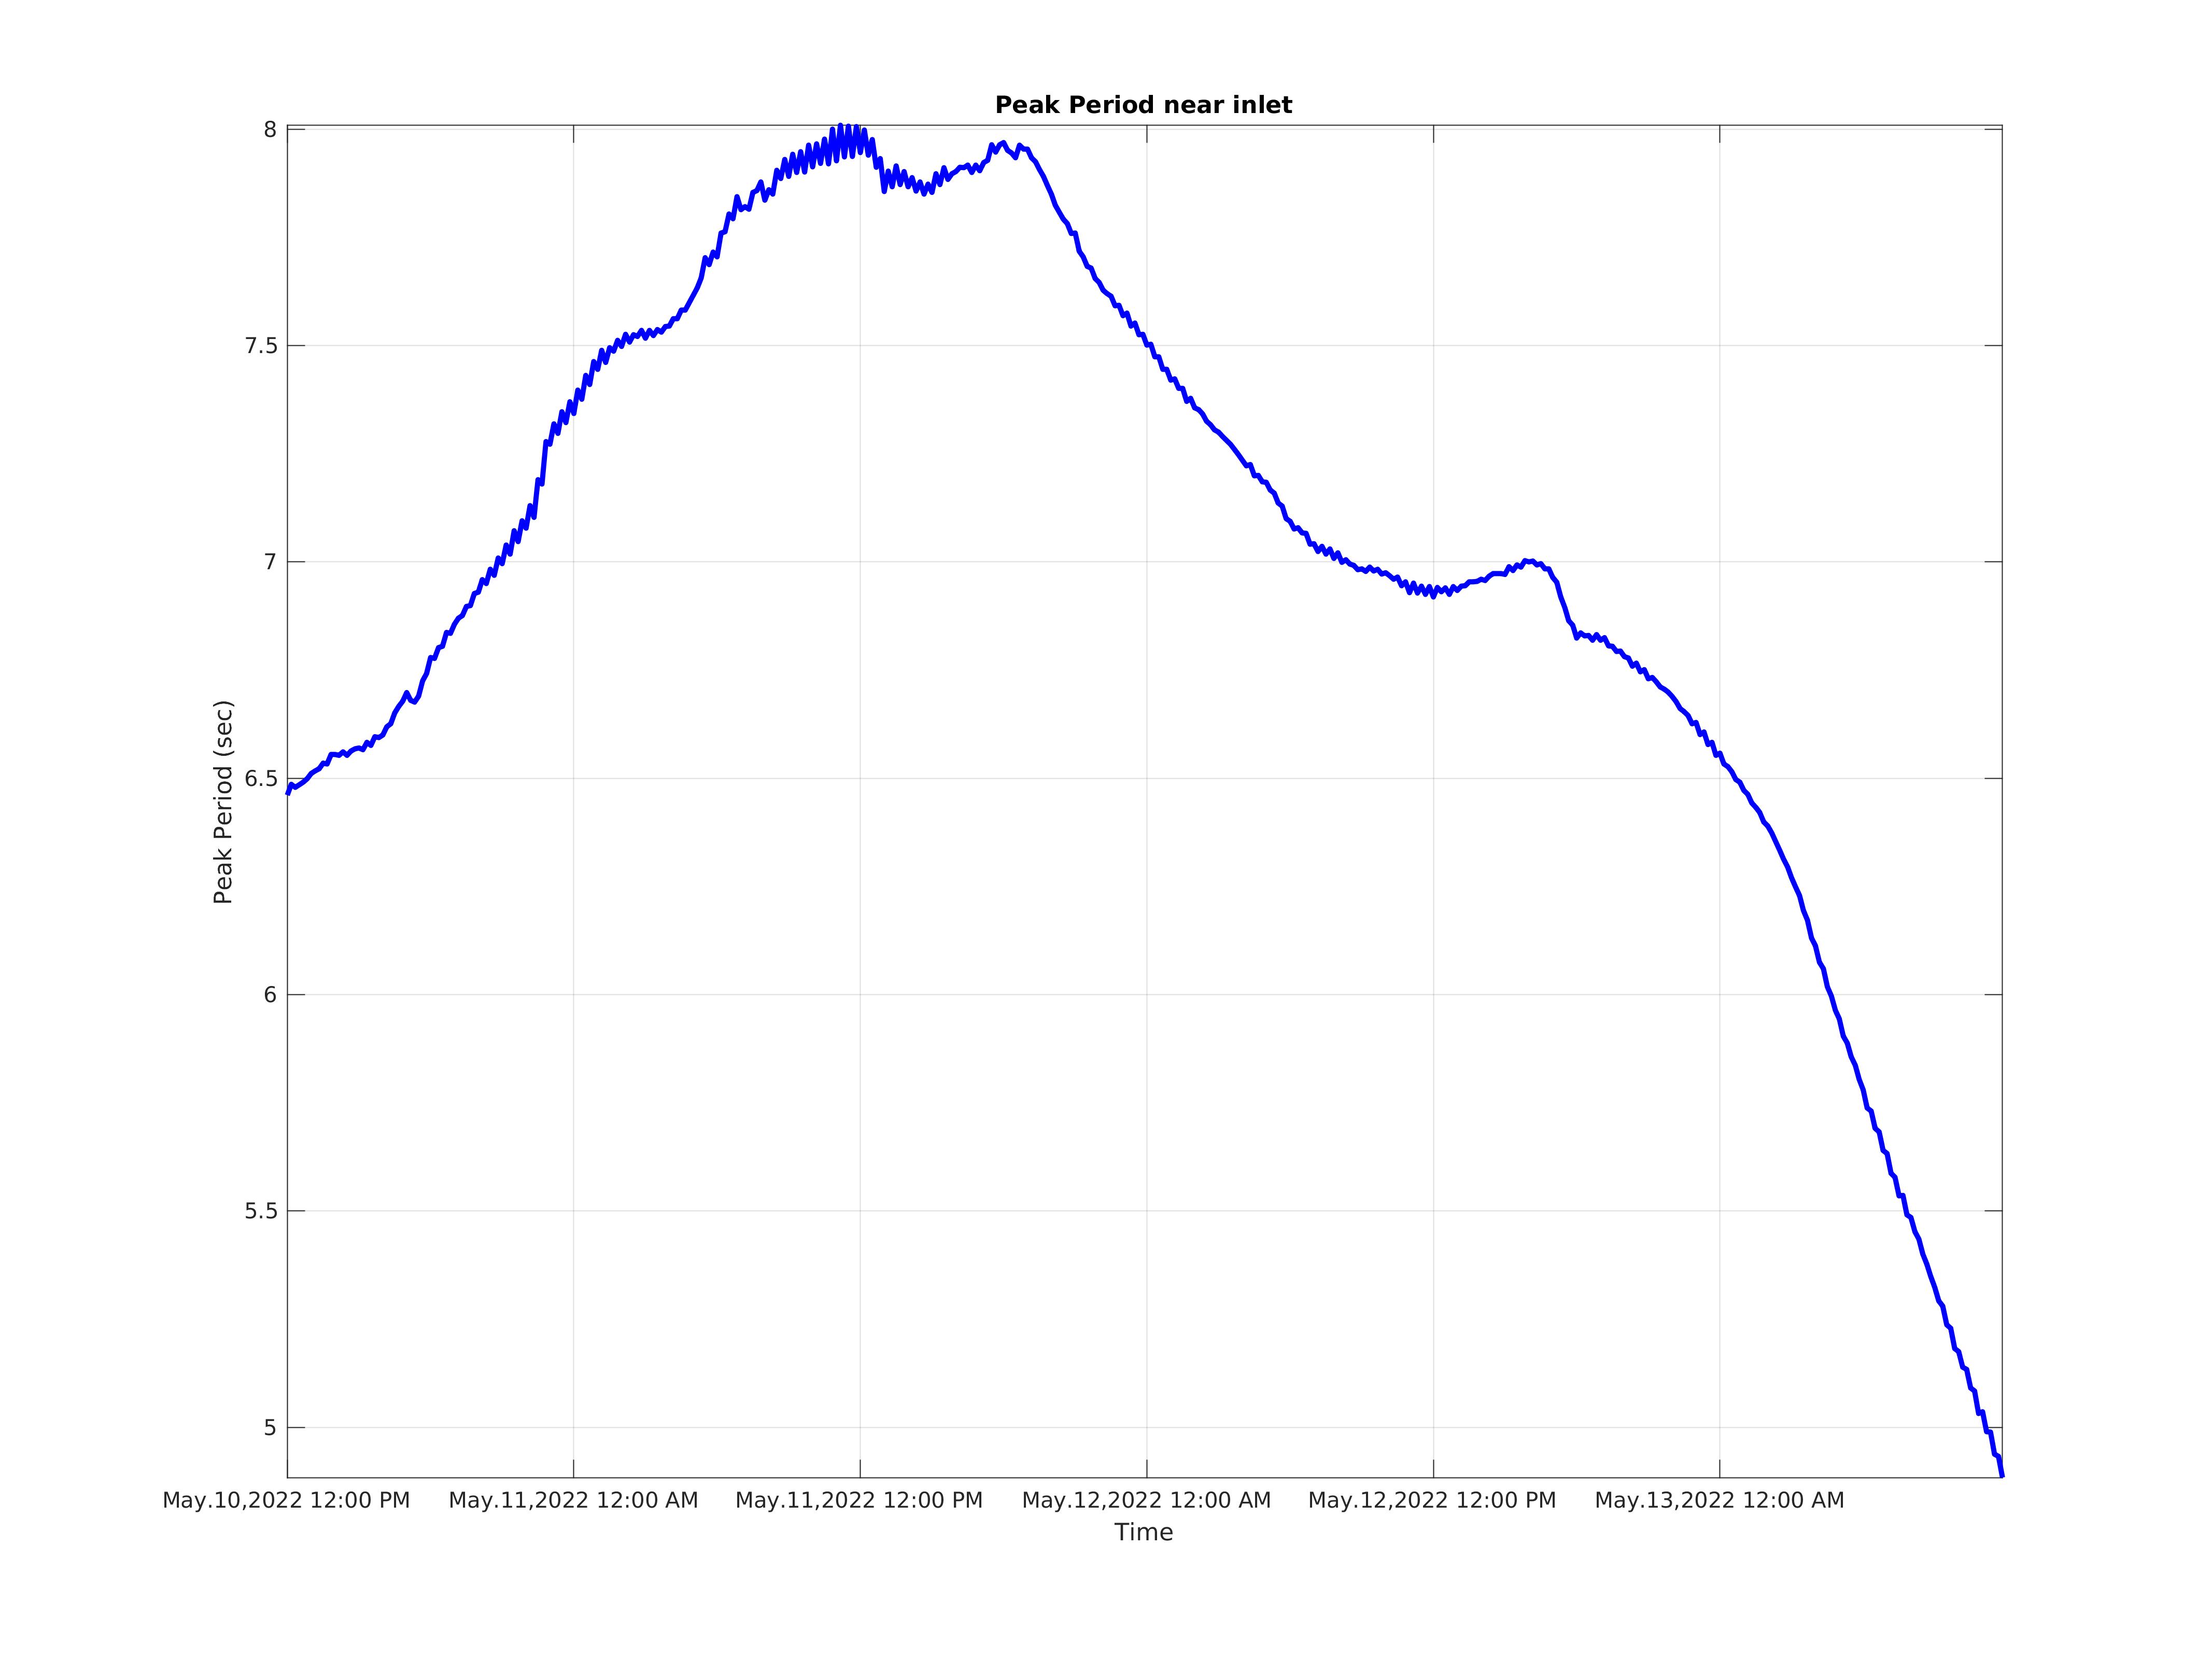 Peak Period near inlet
8
7.5
7
6.5
6
5.5
5
Peak Period (sec)
May.10,2022 12:00 PM
May.11,2022 12:00 AM
May.11,2022 12:00 PM
May.12,2022 12:00 AM
May.12,2022 12:00 PM
May.13,2022 12:00 AM
Time